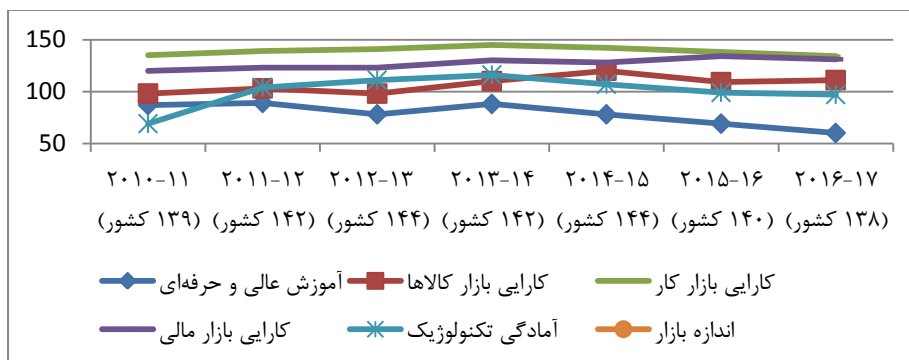 150
100
50
۲۰۱۰-۱۱ ۲۰۱۱-۱۲ ۲۰۱۲-۱۳ ۲۰۱۳-۱۴ ۲۰۱۴-۱۵ ۲۰۱۵-۱۶ ۲۰۱۶-۱۷
(۱۳۹ کشور) (۱۴۲ کشور) (۱۴۴ کشور) (۱۴۲ کشور) (۱۴۴ کشور) (۱۴۰ کشور) (۱۳۸ کشور)
آموزش عالی و حرفه‌ای کارایی بازار کالاها کارایی بازار کار
کارایی بازار مالی آمادگی تکنولوژیک اندازه بازار